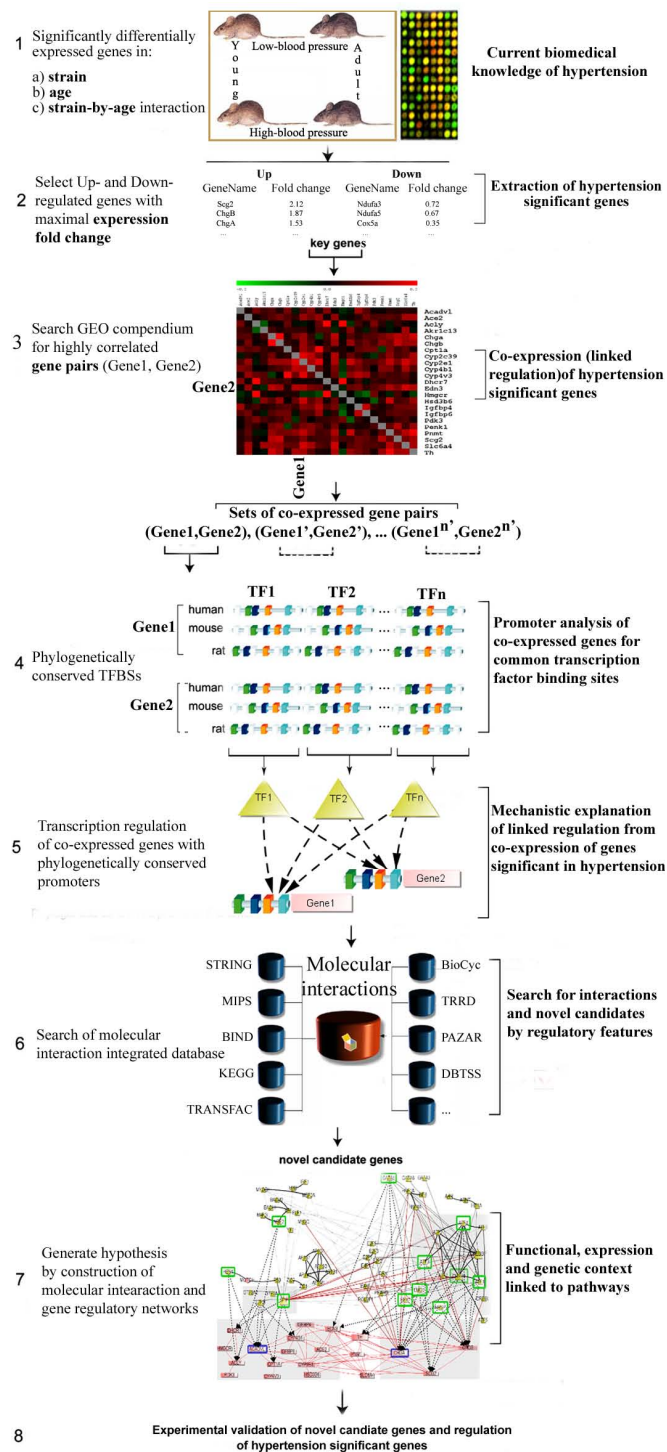 1
Significantly differentially
expressed genes in:
a) strain
b) age
c) strain-by-age interaction
Low-blood pressure
Young
Adult
High-blood pressure
Current biomedical
knowledge of hypertension
2
Select Up- and Down-
regulated genes with
maximal experession
fold change
Up Down
GeneName Fold change GeneName Fold change
Scg2 2.12 Ndufa3 0.72
ChgB 1.87 Ndufa5 0.67
ChgA 1.53 Cox5a 0.35
... ...
Extraction of hypertension
significant genes
key genes
3
Search GEO compendium
for highly correlated
gene pairs (Gene1, Gene2)
Gene2
Gene1
Acadv1
Ace2
Acly
Akr1c13
Chga
Chgb
Cpt1a
Cyp2c39
Cyp2e1
Cyp4b1
Cyp4v3
Dhcr7
Edn3
Hmgcr
Hsd3b6
Igfbp4
Igfbp6
Pdk3
Penk1
Pnmt
Scg2
Slc6a4
Th
Co-expression (linked
regulation)of hypertension
significant genes
Sets of co-expressed gene pairs
(Gene1,Gene2), (Gene1’,Gene2’), ... (Gene1n’,Gene2n’)
4
Phylogenetically
conserved TFBSs
TF1 TF2 TFn
Gene1
human ...
mouse ...
rat ...
Gene2
human ...
mouse ...
rat ...
Promoter analysis of
co-expressed genes for
common transcription
factor binding sites
5
Transcription regulation
of co-expressed genes with
phylogenetically conserved
promoters
TF1 TF2 TFn
Gene2
Gene1
Mechanistic explanation
of linked regulation from
co-expression of genes
significant in hypertension
6
Search of molecular
interaction integrated database
Molecular
interactions
STRING
MIPS
BIND
KEGG
TRANSFAC
BioCyc
TRRD
PAZAR
DBTSS
...
Search for interactions
and novel candidates
by regulatory features
novel candidate genes
7
Generate hypothesis
by construction of
molecular intearaction and
gene regulatory networks
Functional, expression
and genetic context
linked to pathways
8
Experimental validation of novel candiate genes and regulation
of hypertension significant genes